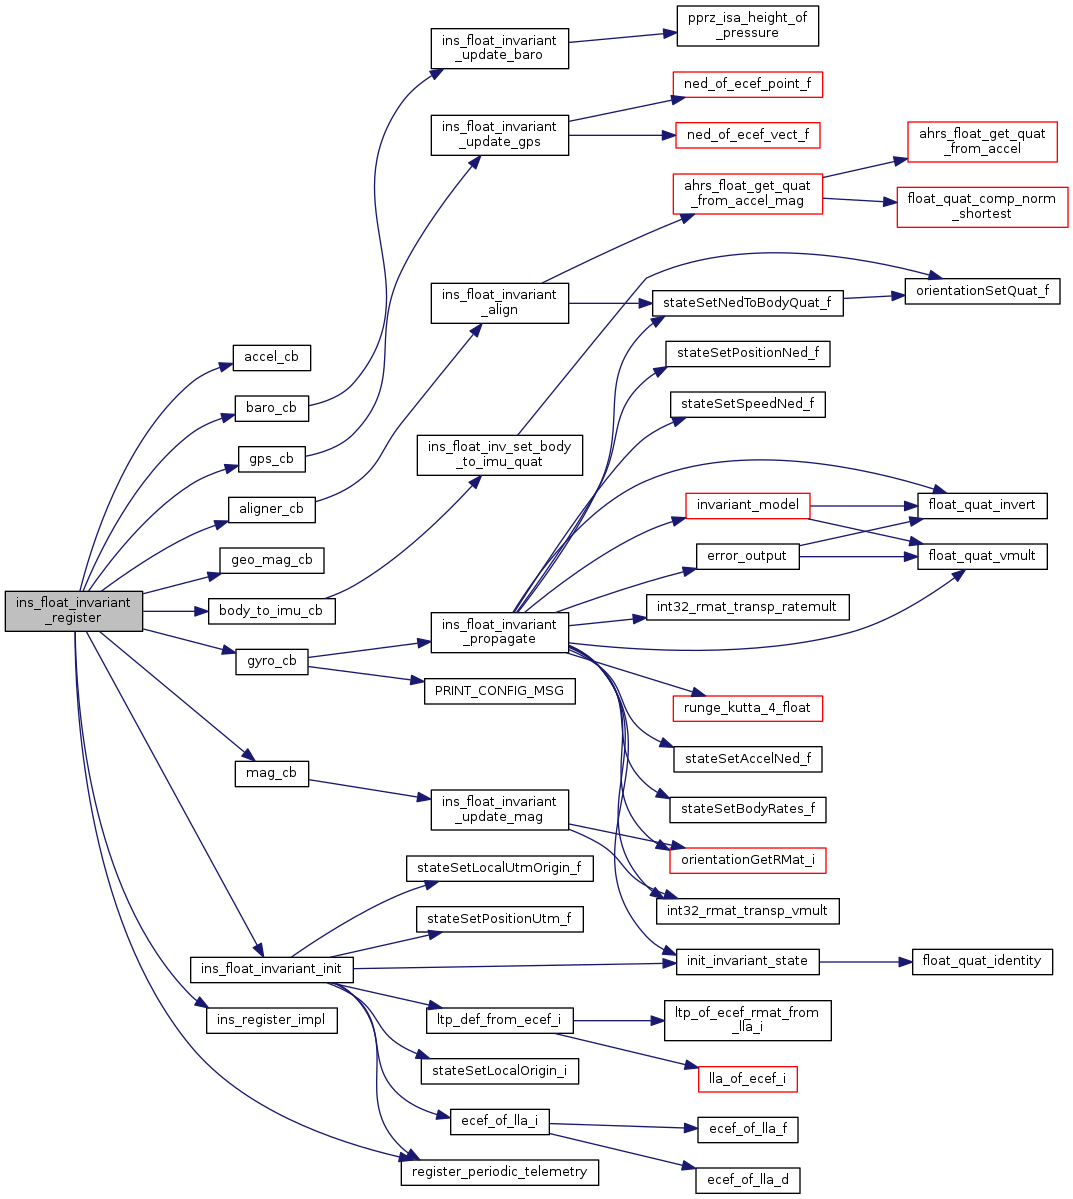 ins_float_invariant
_register
accel_cb
baro_cb
gps_cb
aligner_cb
geo_mag_cb
body_to_imu_cb
gyro_cb
mag_cb
ins_float_invariant_init
ins_register_impl
ins_float_invariant
_update_baro
ins_float_invariant
_update_gps
ins_float_invariant
_align
ins_float_inv_set_body
_to_imu_quat
ins_float_invariant
_propagate
PRINT_CONFIG_MSG
ins_float_invariant
_update_mag
stateSetLocalUtmOrigin_f
stateSetPositionUtm_f
ltp_def_from_ecef_i
stateSetLocalOrigin_i
ecef_of_lla_i
register_periodic_telemetry
pprz_isa_height_of
_pressure
ned_of_ecef_point_f
ned_of_ecef_vect_f
ahrs_float_get_quat
_from_accel_mag
stateSetNedToBodyQuat_f
stateSetPositionNed_f
stateSetSpeedNed_f
invariant_model
error_output
int32_rmat_transp_ratemult
runge_kutta_4_float
stateSetAccelNed_f
stateSetBodyRates_f
orientationGetRMat_i
int32_rmat_transp_vmult
init_invariant_state
ltp_of_ecef_rmat_from
_lla_i
lla_of_ecef_i
ecef_of_lla_f
ecef_of_lla_d
ahrs_float_get_quat
_from_accel
float_quat_comp_norm
_shortest
orientationSetQuat_f
float_quat_invert
float_quat_vmult
float_quat_identity